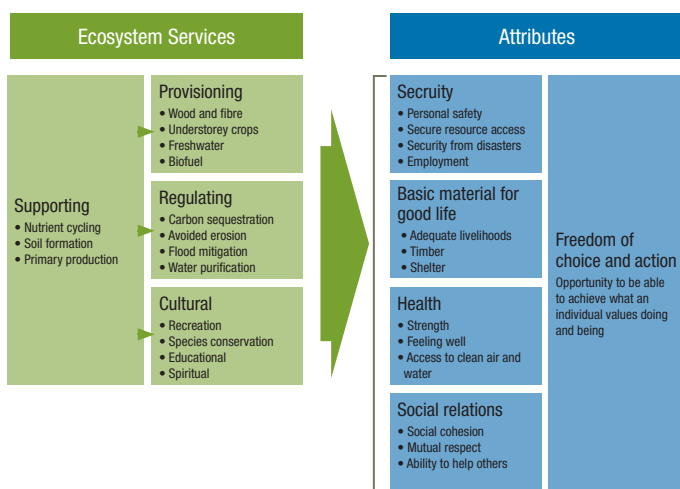 Ecosystem Services
Supporting
• Nutrient cycling
• Soil formation
• Primary production
Provisioning
• Wood and fibre
• Understorey crops
• Freshwater
• Biofuel
Regulating
• Carbon sequestration
• Avoided erosion
• Flood mitigation
• Water purification
Cultural
• Recreation
• Species conservation
• Educational
• Spiritual
Attributes
Secruity
• Personal safety
• Secure resource access
• Security from disasters
• Employment
Basic material for
good life
• Adequate livelihoods
• Timber
• Shelter
Health
• Strength
• Feeling well
• Access to clean air and
water
Social relations
• Social cohesion
• Mutual respect
• Ability to help others
Freedom of
choice and action
Opportunity to be able
to achieve what an
individual values doing
and being